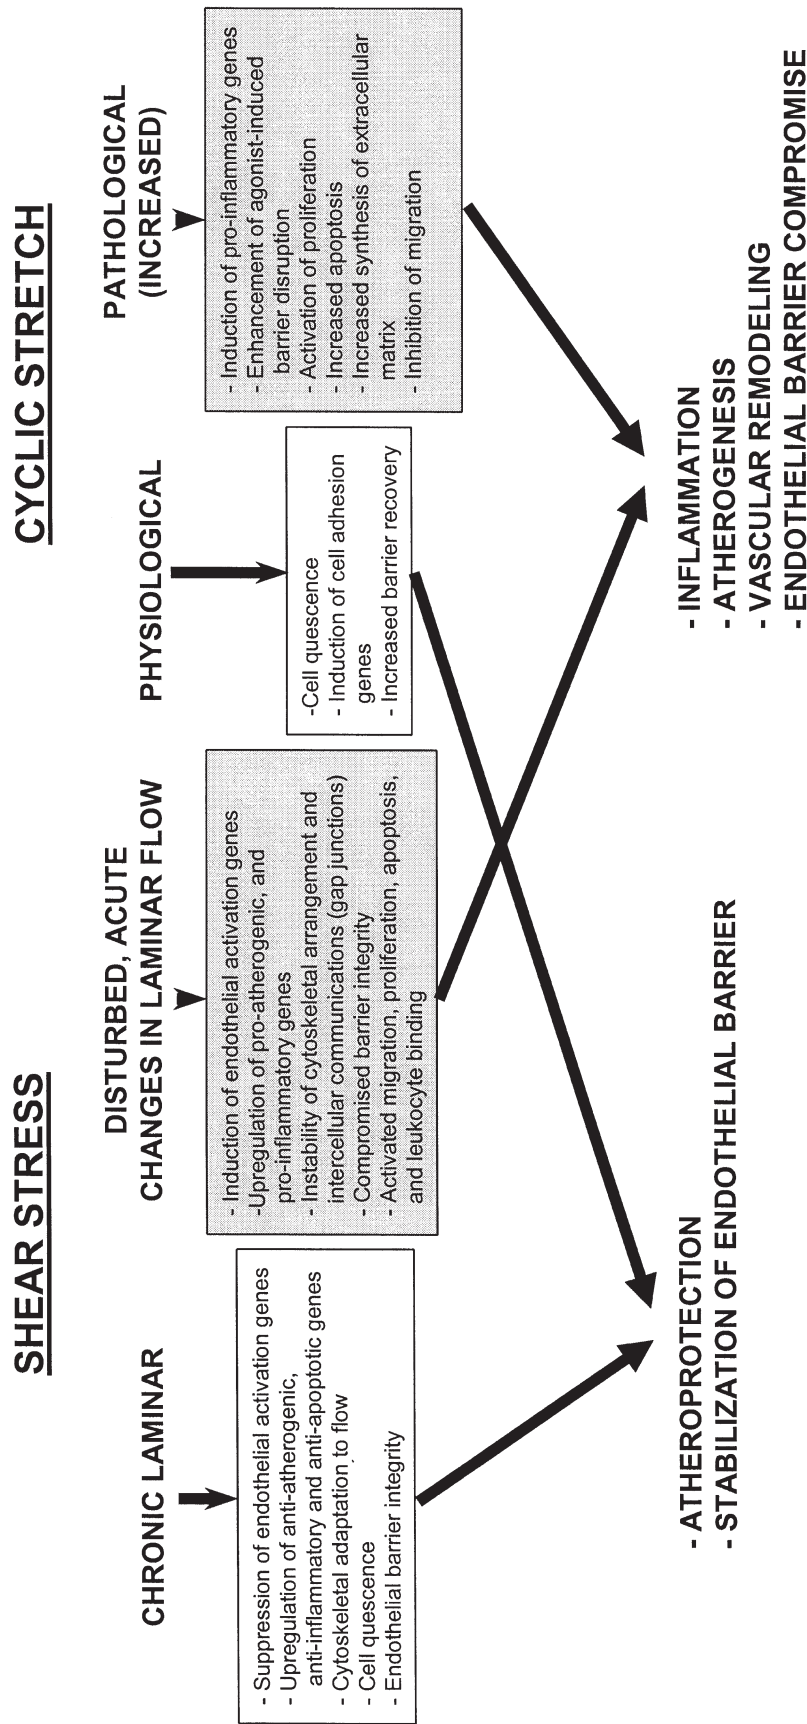 SHEAR STRESS
CYCLIC STRETCH
CHRONIC LAMINAR
DISTURBED, ACUTE
CHANGES IN LAMINAR FLOW
PHYSIOLOGICAL
PATHOLOGICAL
(INCREASED)
- Suppression of endothelial activation genes
- Upregulation of anti-atherogenic,
anti-inflammatory and anti-apoptotic genes
- Cytoskeletal adaptation to flow
- Cell quescence
- Endothelial barrier integrity
- Induction of endothelial activation genes
-Upregulation of pro-atherogenic, and
pro-inflammatory genes
- Instability of cytoskeletal arrangement and
intercellular communications (gap junctions)
- Compromised barrier integrity
- Activated migration, proliferation, apoptosis,
and leukocyte binding
-Cell quescence
- Induction of cell adhesion
genes
- Increased barrier recovery
- Induction of pro-inflammatory genes
- Enhancement of agonist-induced
barrier disruption
- Activation of proliferation
- Increased apoptosis
- Increased synthesis of extracellular
matrix
- Inhibition of migration
- ATHEROPROTECTION
- STABILIZATION OF ENDOTHELIAL BARRIER
- INFLAMMATION
- ATHEROGENESIS
- VASCULAR REMODELING
- ENDOTHELIAL BARRIER COMPROMISE